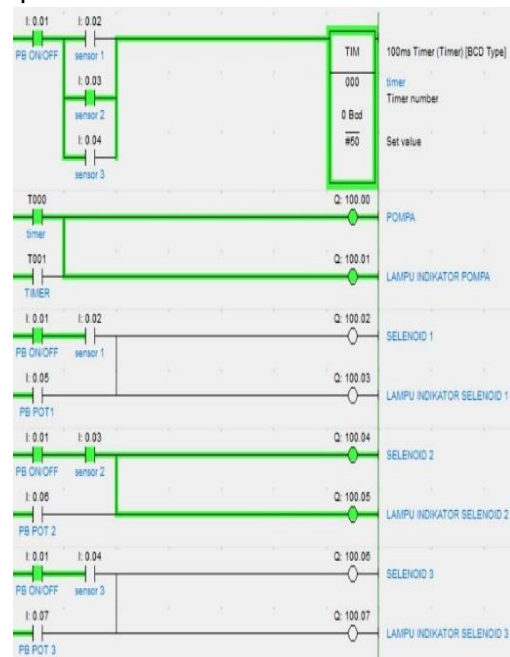 I: 0.01 I: 0.02
PB ON/OFF sensor 1
TIM 100ms Timer (Timer) [BCD Type]
I: 0.03
000 timer
Timer number
sensor 2
0 Bcd
I: 0.04
#50 Set value
sensor 3
T000 Q: 100.00
POMPA
timer
T001 Q: 100.01
LAMPU INDIKATOR POMPA
TIMER
I: 0.01 I: 0.02 Q: 100.02
SELENOID 1
PB ON/OFF sensor 1
I: 0.05 Q: 100.03
LAMPU INDIKATOR SELENOID 1
PB POT1
I: 0.01 I: 0.03 Q: 100.04
SELENOID 2
PB ON/OFF sensor 2
I: 0.06 Q: 100.05
LAMPU INDIKATOR SELENOID 2
PB POT 2
I: 0.01 I: 0.04 Q: 100.06
SELENOID 3
PB ON/OFF sensor 3
I: 0.07 Q: 100.07
LAMPU INDIKATOR SELENOID 3
PB POT 3